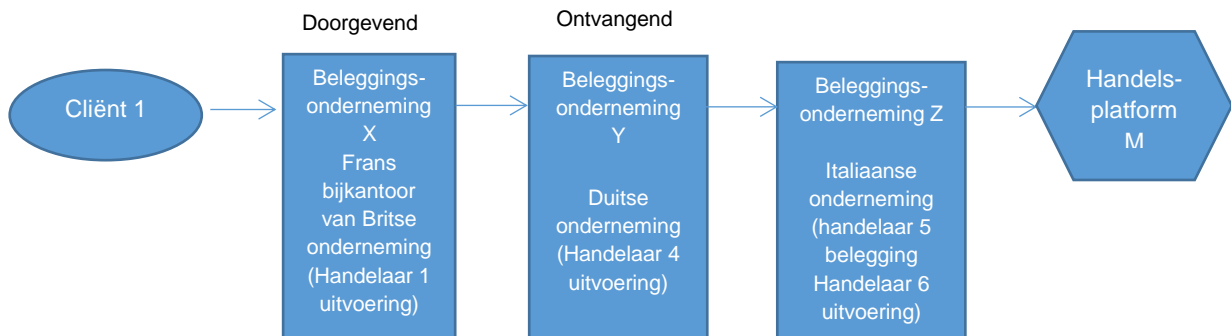 Doorgevend
Ontvangend
Cliënt 1
Beleggings-
onderneming
X
Frans
bijkantoor
van Britse
onderneming
(Handelaar 1
uitvoering)
Beleggings-
onderneming
Y
Duitse
onderneming
(Handelaar 4
uitvoering)
Beleggings-
onderneming Z
Italiaanse
onderneming
(handelaar 5
belegging
Handelaar 6
uitvoering)
Handels-
platform
M